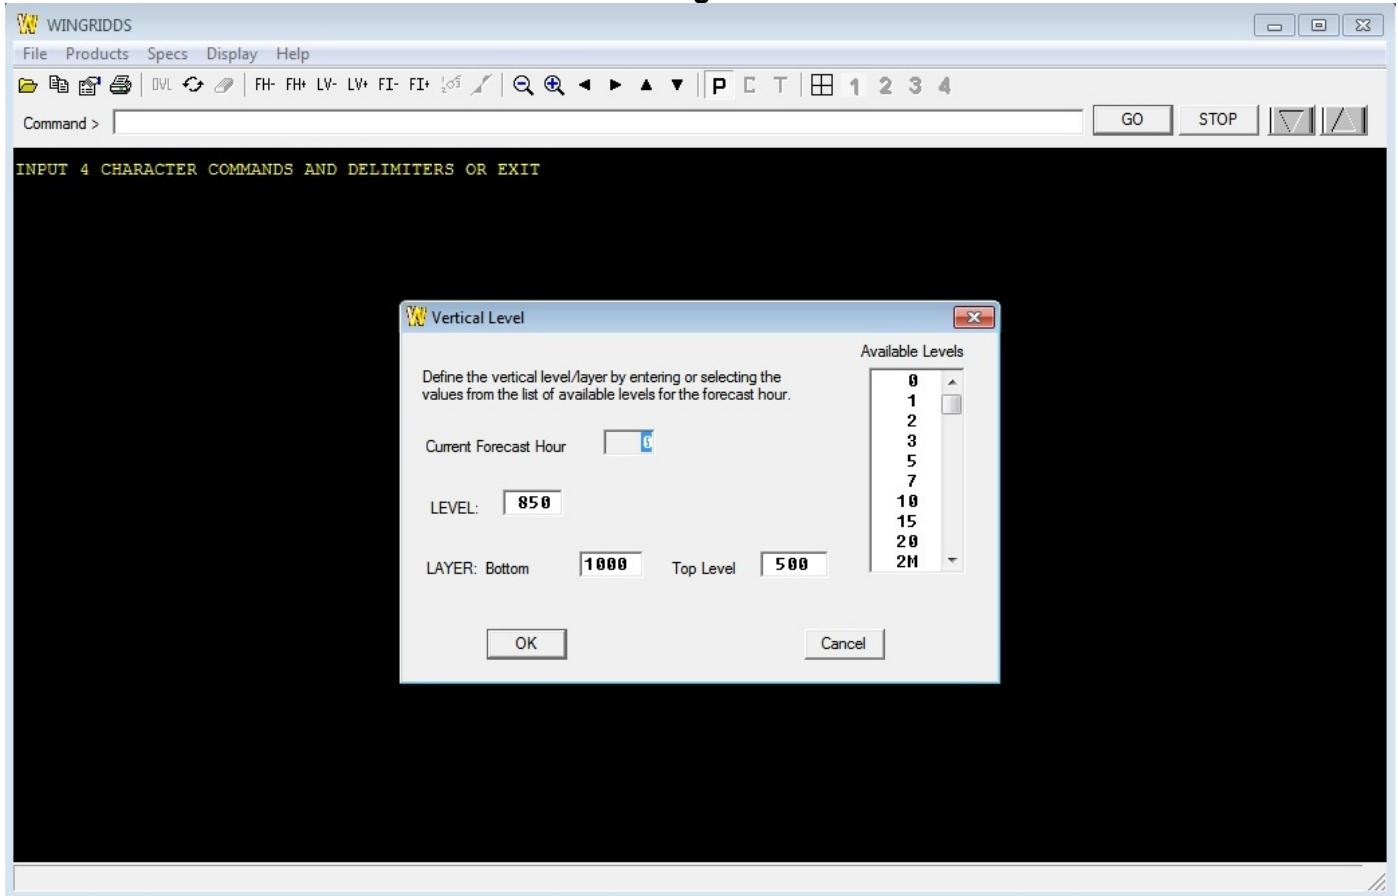 WINGRIDDS
File Products Specs Display Help
OVL FH- FH+ LV- LV+ FI- FI+ P C T 1 2 3 4
Command > GO STOP
INPUT 4 CHARACTER COMMANDS AND DELIMITERS OR EXIT
Vertical Level
Available Levels
Define the vertical level/layer by entering or selecting the
values from the list of available levels for the forecast hour.
Current Forecast Hour 0
LEVEL: 850
LAYER: Bottom 1000 Top Level 500
0
1
2
3
5
7
10
15
20
2M
OK Cancel